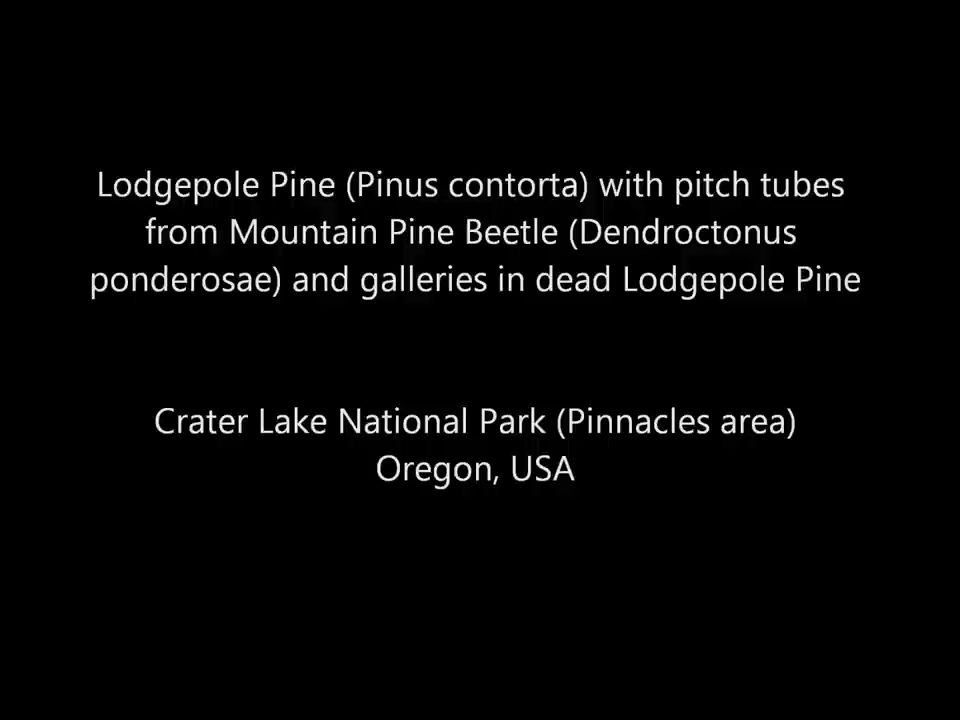 Lodgepole Pine (Pinus contorta) with pitch tubes
from Mountain Pine Beetle (Dendroctonus
ponderosae) and galleries in dead Lodgepole Pine
Crater Lake National Park (Pinnacles area)
Oregon, USA